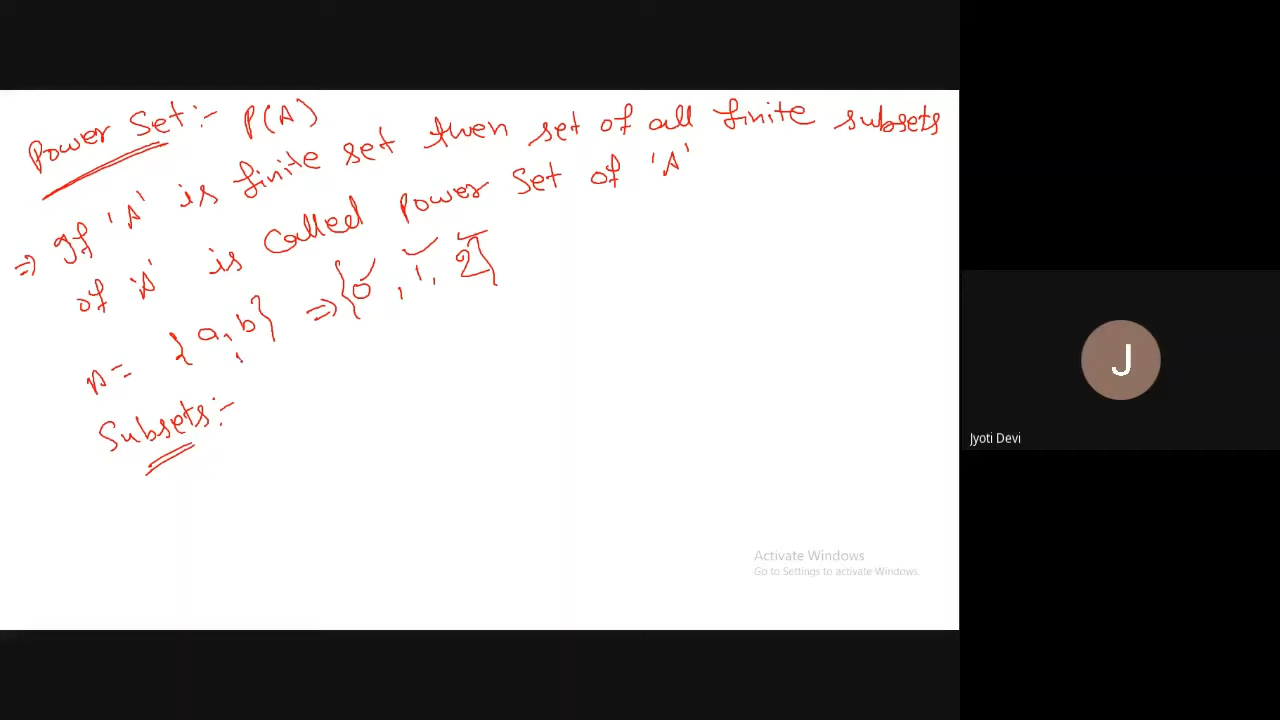 Power Set:- P(A)
⇒ If 'A' is finite set then set of all finite subsets
of 'A' is called Power Set of 'A'
A = {a, b} ⇒ {0, 1, 2}
Subsets:-
J
Jyoti Devi
Activate Windows
Go to Settings to activate Windows.